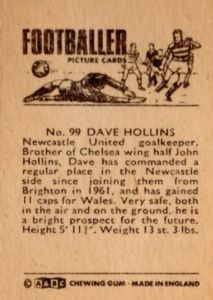 FOOTBALLER
PICTURE CARDS
No. 99 DAVE HOLLINS
Newcastle United goalkeeper.
Brother of Chelsea wing half John
Hollins, Dave has commanded a
regular place in the Newcastle
side since joining them from
Brighton in 1961, and has gained
11 caps for Wales. Very safe, both
in the air and on the ground, he is
a bright prospect for the future.
Height 5' 11¾". Weight 13 st. 3-lbs.
© A&BC CHEWING GUM · MADE IN ENGLAND